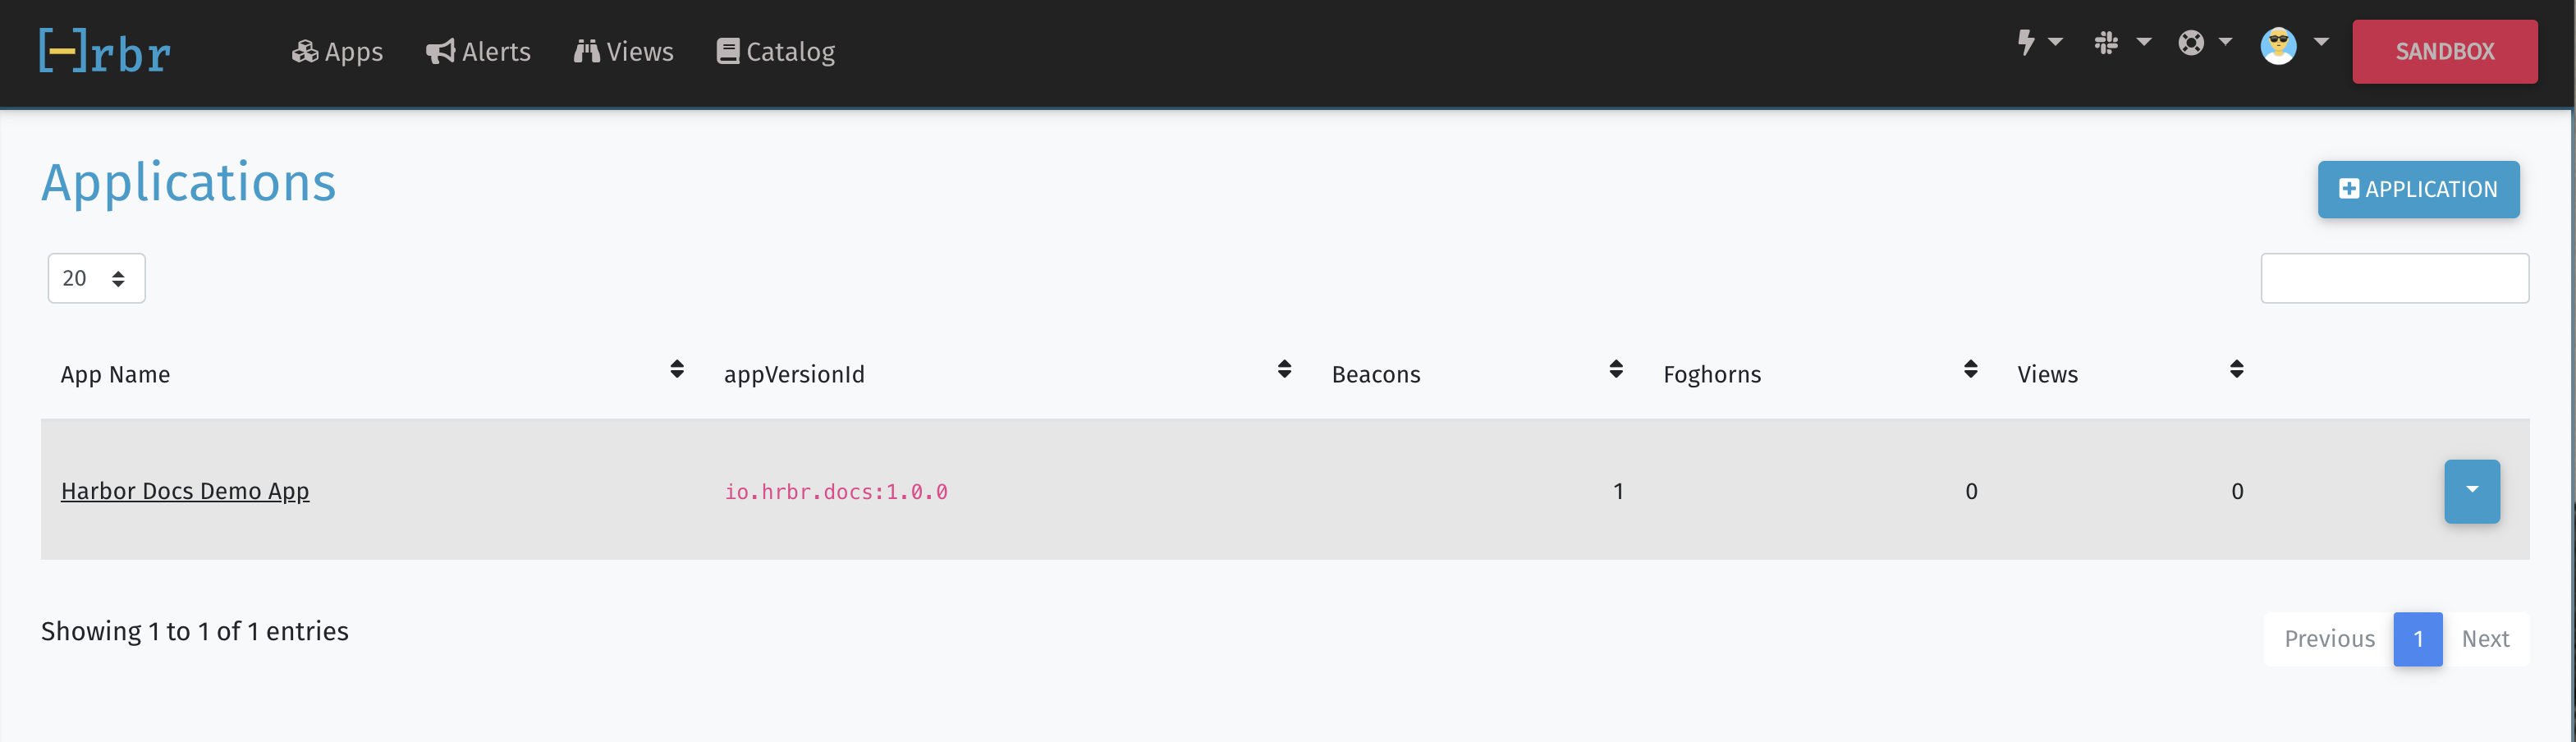 [-]rbr Apps Alerts Views Catalog SANDBOX
Applications
APPLICATION
20
App Name appVersionId Beacons Foghorns Views
Harbor Docs Demo App io.hrbr.docs:1.0.0 1 0 0
Showing 1 to 1 of 1 entries
Previous 1 Next